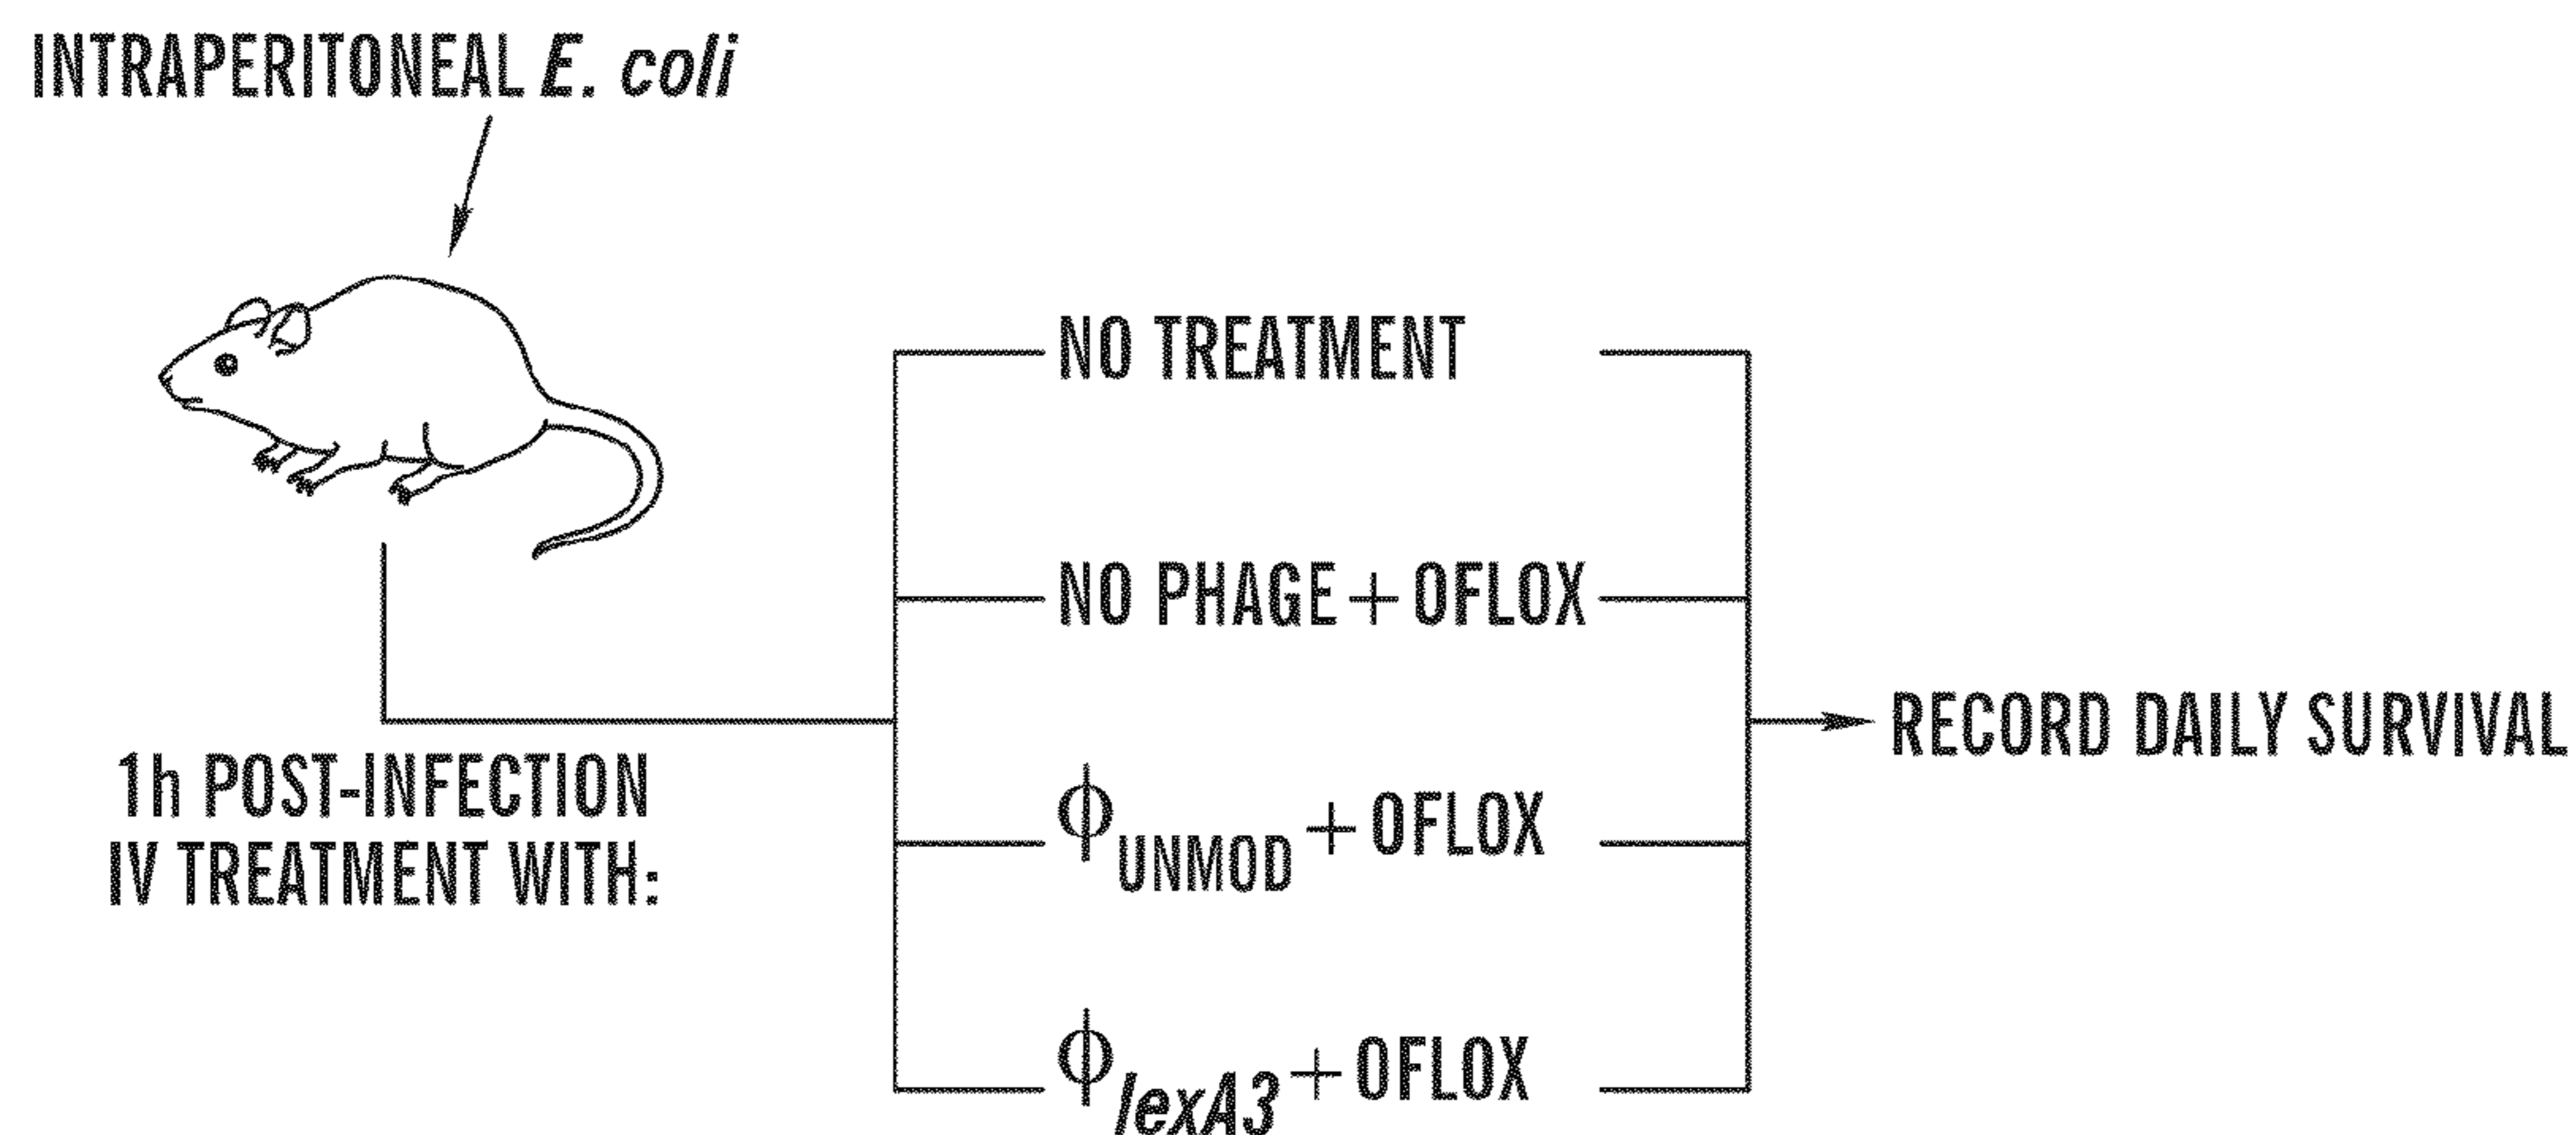 INTRAPERITONEAL E. coli
1h POST-INFECTION
IV TREATMENT WITH:
NO TREATMENT
NO PHAGE + OFLOX
ϕUNMOD + OFLOX
ϕlexA3 + OFLOX
RECORD DAILY SURVIVAL